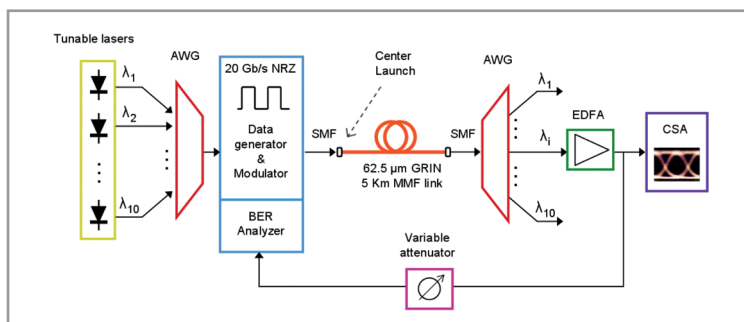 Tunable lasers
λ1
λ2
λ10
AWG
20 Gb/s NRZ
Data
generator
&
Modulator
BER
Analyzer
SMF
Center
Launch
62.5 µm GRIN
5 Km MMF link
SMF
AWG
λ1
λi
λ10
EDFA
CSA
Variable
attenuator